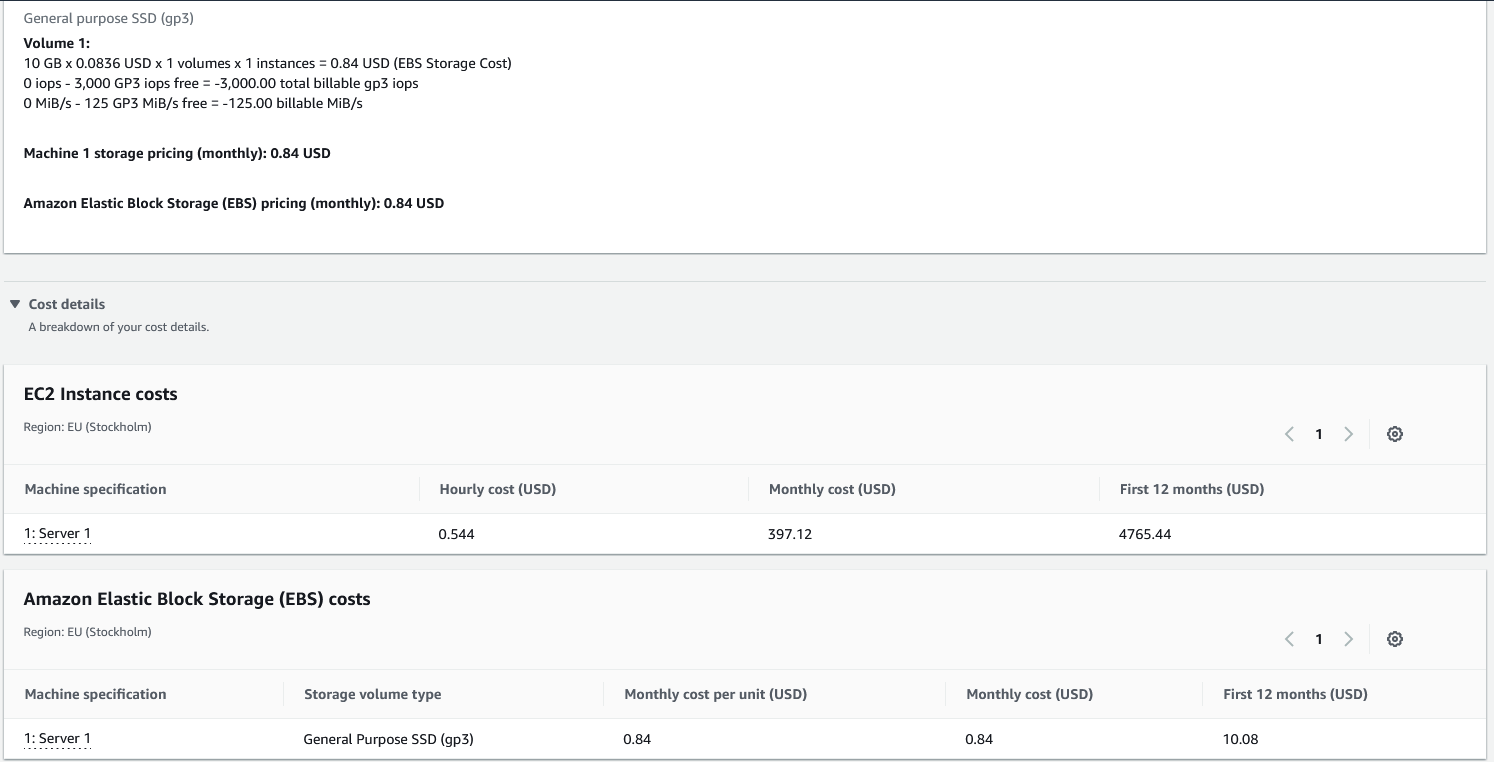 General purpose SSD (gp3)
Volume 1:
10 GB x 0.0836 USD x 1 volumes x 1 instances = 0.84 USD (EBS Storage Cost)
0 iops - 3,000 GP3 iops free = -3,000.00 total billable gp3 iops
0 MiB/s - 125 GP3 MiB/s free = -125.00 billable MiB/s
Machine 1 storage pricing (monthly): 0.84 USD
Amazon Elastic Block Storage (EBS) pricing (monthly): 0.84 USD
Cost details
A breakdown of your cost details.
EC2 Instance costs
Region: EU (Stockholm)
1
Machine specification Hourly cost (USD) Monthly cost (USD) First 12 months (USD)
1: Server 1 0.544 397.12 4765.44
Amazon Elastic Block Storage (EBS) costs
Region: EU (Stockholm)
1
Machine specification Storage volume type Monthly cost per unit (USD) Monthly cost (USD) First 12 months (USD)
1: Server 1 General Purpose SSD (gp3) 0.84 0.84 10.08